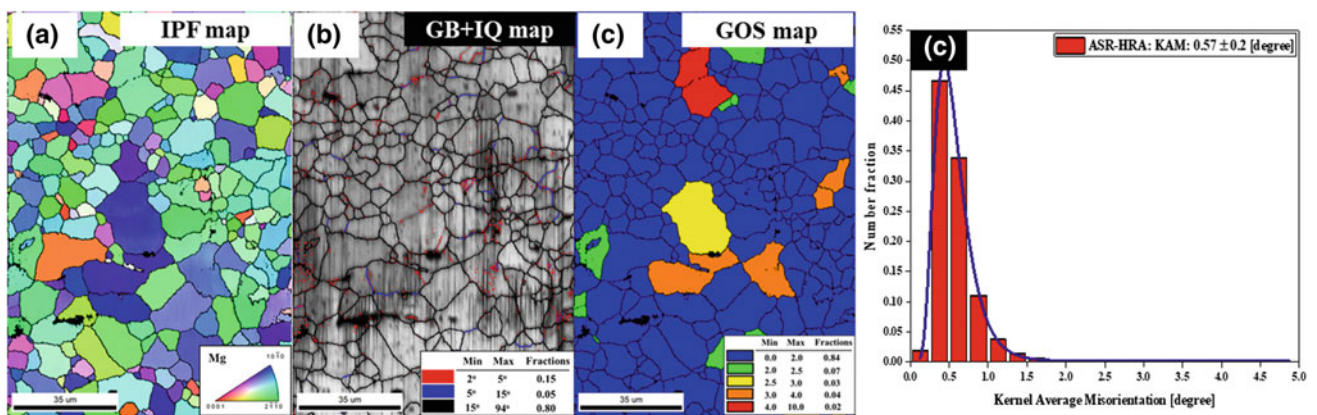 (a)
IPF map
Mg
10-10
0001
2110
35 um
(b)
GB+IQ map
Min Max Fractions
2° 5° 0.15
5° 15° 0.05
15° 94° 0.80
35 um
(c)
GOS map
Min Max Fractions
0.0 2.0 0.84
2.0 2.5 0.07
2.5 3.0 0.03
3.0 4.0 0.04
4.0 10.0 0.02
35 um
(c)
ASR-HRA: KAM: 0.57 ± 0.2 [degree]
Number fraction
0.55
0.50
0.45
0.40
0.35
0.30
0.25
0.20
0.15
0.10
0.05
0.00
0.0 0.5 1.0 1.5 2.0 2.5 3.0 3.5 4.0 4.5 5.0
Kernel Average Misorientation [degree]